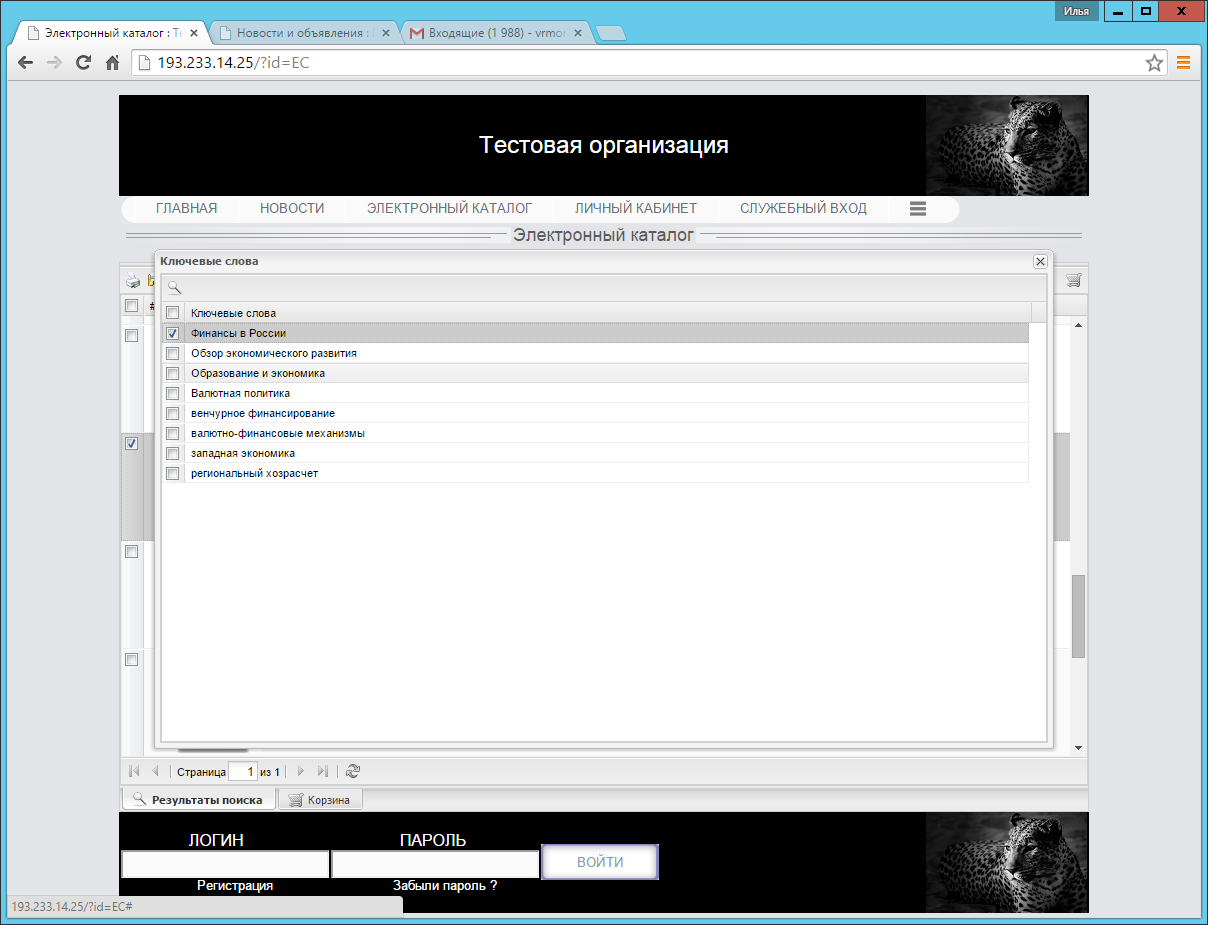 Илья
Электронный каталог : Те
Новости и объявления :
Входящие (1 988) - vrmor
193.233.14.25/?id=EC
Тестовая организация
ГЛАВНАЯ НОВОСТИ ЭЛЕКТРОННЫЙ КАТАЛОГ ЛИЧНЫЙ КАБИНЕТ СЛУЖЕБНЫЙ ВХОД
Электронный каталог
Ключевые слова
#
Ключевые слова
Финансы в России
Обзор экономического развития
Образование и экономика
Валютная политика
венчурное финансирование
валютно-финансовые механизмы
западная экономика
региональный хозрасчет
Страница 1 из 1
Результаты поиска Корзина
ЛОГИН ПАРОЛЬ
ВОЙТИ
Регистрация Забыли пароль ?
193.233.14.25/?id=EC#